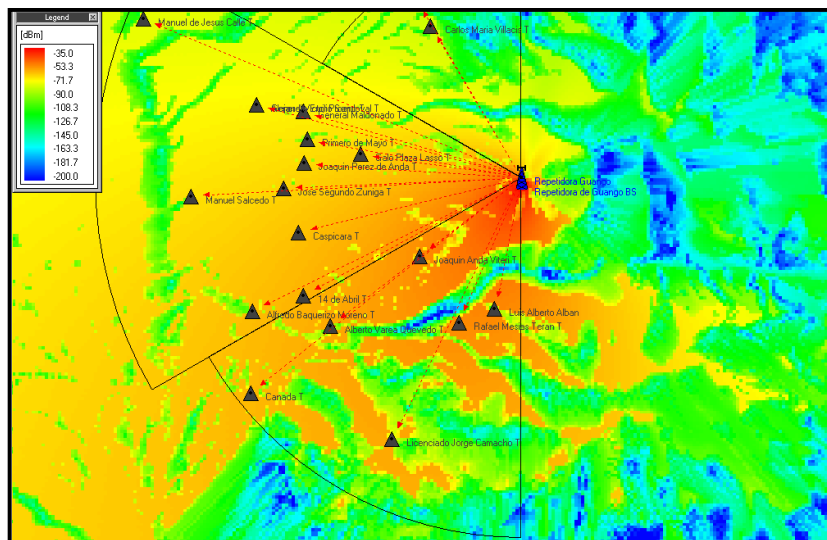 Legend
[dBm]
-35.0
-53.3
-71.7
-90.0
-108.3
-126.7
-145.0
-163.3
-181.7
-200.0
Manuel de Jesus Calle T
Carlos Maria Villacis T
General Maldonado T
Primero de Mayo T
Galo Plaza Lasso T
Joaquin Perez de Anda T
Repetidora Guango
Repetidora de Guango BS
Jose Segundo Zuniga T
Manuel Salcedo T
Caspicara T
Joaquin Anda Viteri T
14 de Abril T
Luis Alberto Alban
Alfredo Baquerizo Moreno T
Alberto Varea Quevedo T
Rafael Mesias Teran T
Canada T
Licenciado Jorge Camacho T